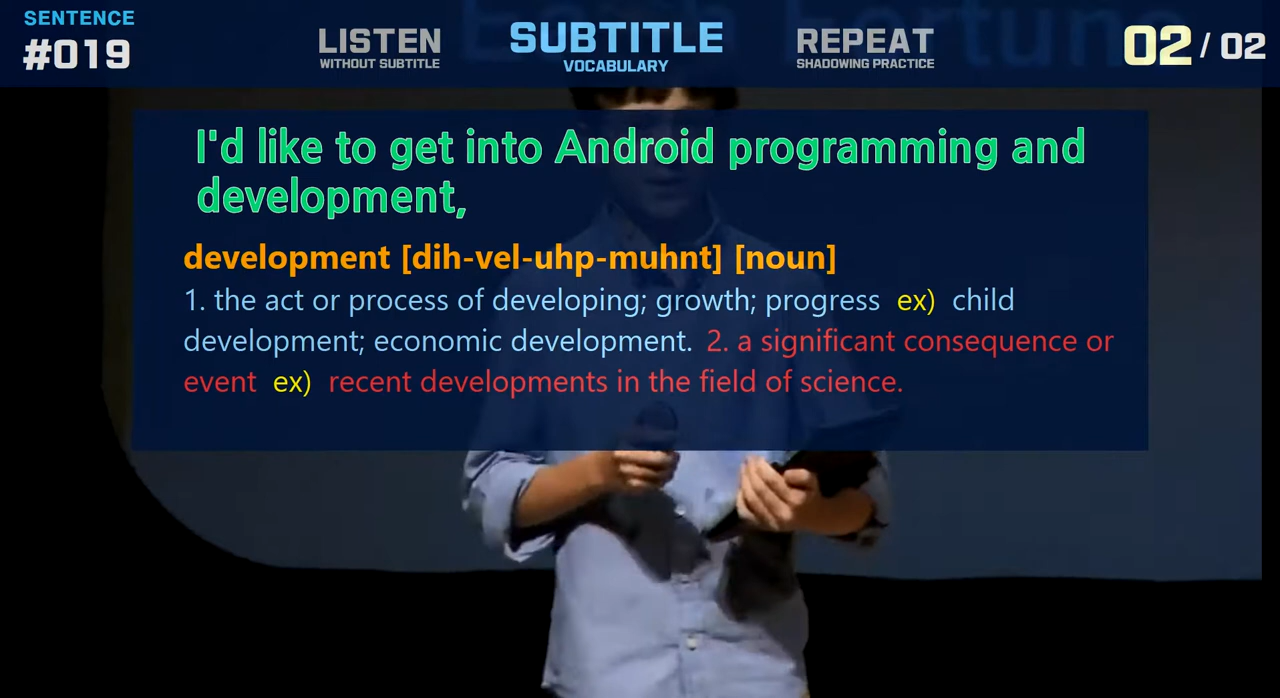 SENTENCE
#019
LISTEN
WITHOUT SUBTITLE
SUBTITLE
VOCABULARY
REPEAT
SHADOWING PRACTICE
02 / 02
I'd like to get into Android programming and
development,
development [dih-vel-uhp-muhnt] [noun]
1. the act or process of developing; growth; progress ex) child
development; economic development. 2. a significant consequence or
event ex) recent developments in the field of science.